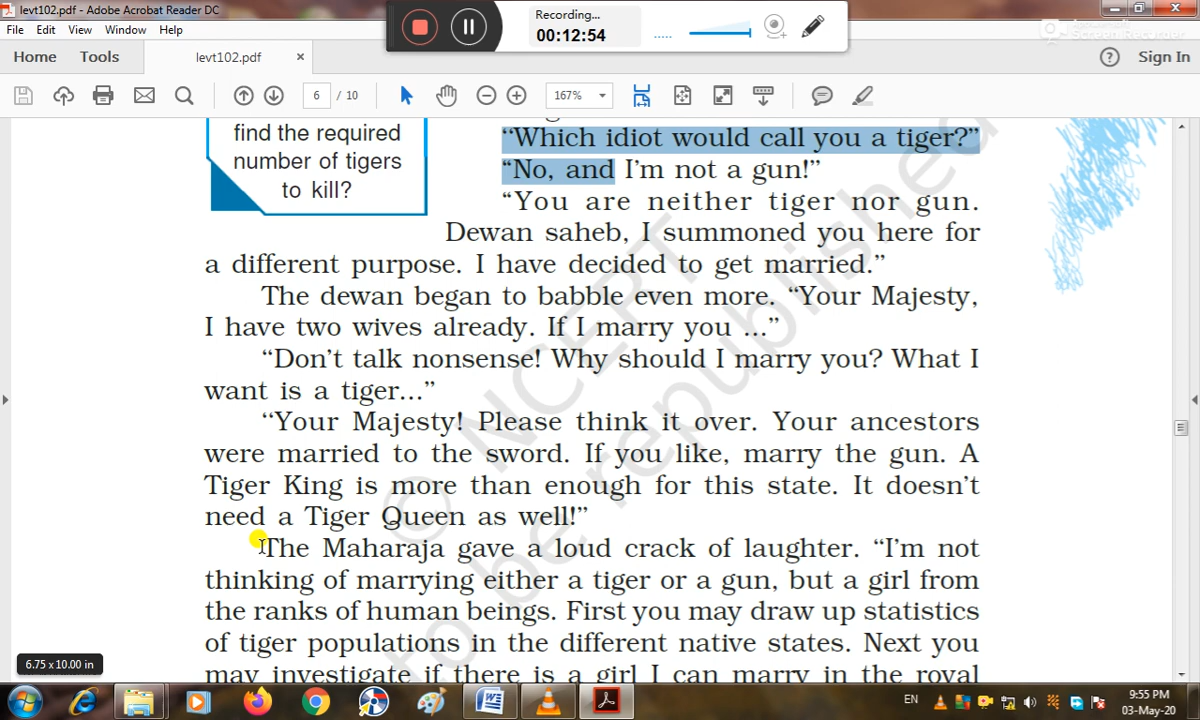 levt102.pdf - Adobe Acrobat Reader DC
Recording...
00:12:54
File Edit View Window Help
Home Tools levt102.pdf × Sign In
6 / 10 167%
find the required
number of tigers
to kill?
“Which idiot would call you a tiger?”
“No, and I’m not a gun!”
“You are neither tiger nor gun.
Dewan saheb, I summoned you here for
a different purpose. I have decided to get married.”
The dewan began to babble even more. “Your Majesty,
I have two wives already. If I marry you ...”
“Don’t talk nonsense! Why should I marry you? What I
want is a tiger...”
“Your Majesty! Please think it over. Your ancestors
were married to the sword. If you like, marry the gun. A
Tiger King is more than enough for this state. It doesn’t
need a Tiger Queen as well!”
The Maharaja gave a loud crack of laughter. “I’m not
thinking of marrying either a tiger or a gun, but a girl from
the ranks of human beings. First you may draw up statistics
of tiger populations in the different native states. Next you
may investigate if there is a girl I can marry in the royal
© NCERT
to be republished
6.75 x 10.00 in
EN 9:55 PM
03-May-20